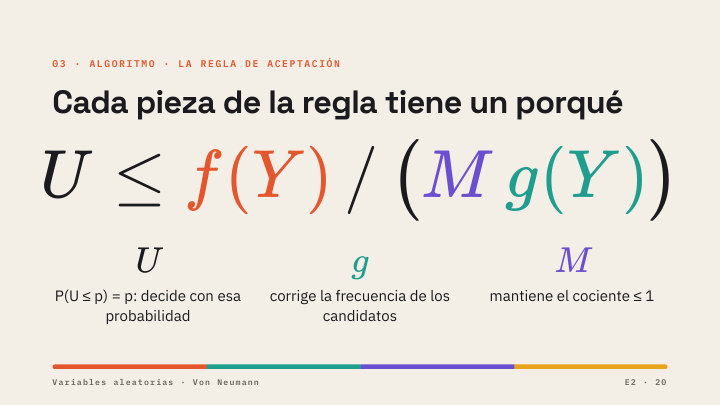 03 · ALGORITMO · LA REGLA DE ACEPTACIÓN
Cada pieza de la regla tiene un porqué
U ≤ f(Y) / (M g(Y))
U
P(U ≤ p) = p: decide con esa
probabilidad
g
corrige la frecuencia de los
candidatos
M
mantiene el cociente ≤ 1
Variables aleatorias · Von Neumann
E2 · 20